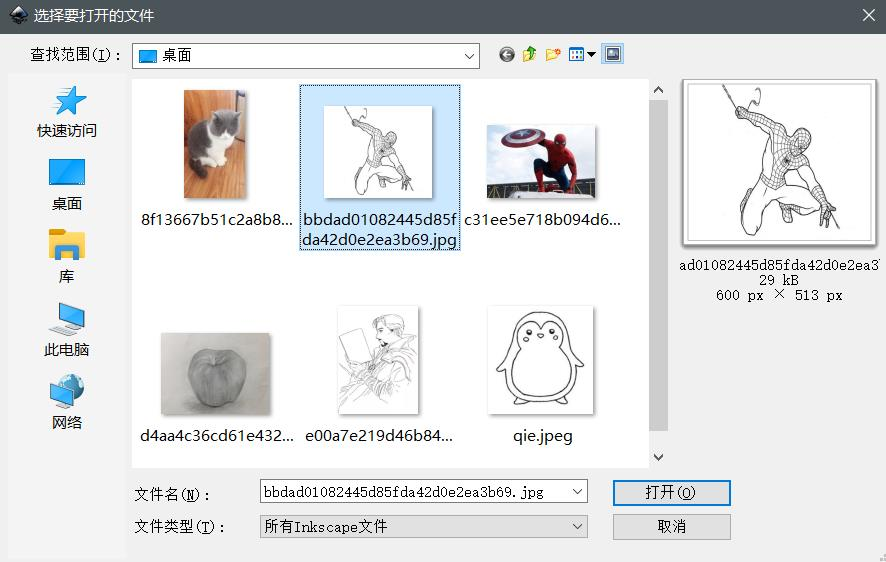 选择要打开的文件
查找范围(I)：
桌面
快速访问
桌面
库
此电脑
网络
8f13667b51c2a8b8...
bbdad01082445d85f
da42d0e2ea3b69.jpg
c31ee5e718b094d6...
d4aa4c36cd61e432...
e00a7e219d46b84...
qie.jpeg
ad01082445d85fda42d0e2ea3
29 kB
600 px × 513 px
文件名(N)：
bbdad01082445d85fda42d0e2ea3b69.jpg
打开(O)
文件类型(T)：
所有Inkscape文件
取消